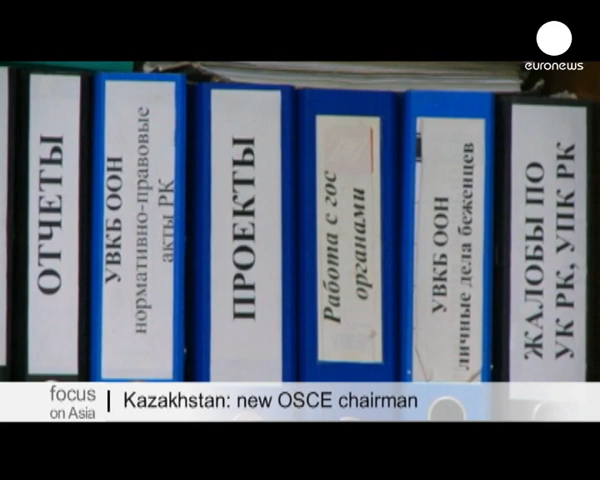 euronews
ОТЧЕТЫ
УВКБ ООН
нормативно-правовые
акты РК
ПРОЕКТЫ
Работа с гос
органами
УВКБ ООН
личные дела беженцев
ЖАЛОБЫ ПО
УК РК, УПК РК
focus
on Asia
Kazakhstan: new OSCE chairman